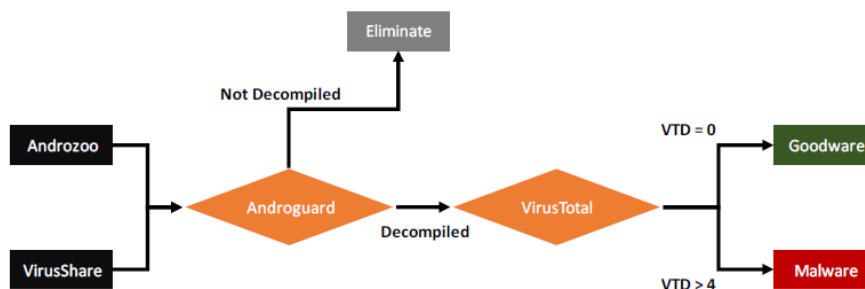 Eliminate
Not Decompiled
VTD = 0
Androzoo
Goodware
Androguard
VirusTotal
Decompiled
VirusShare
Malware
VTD > 4